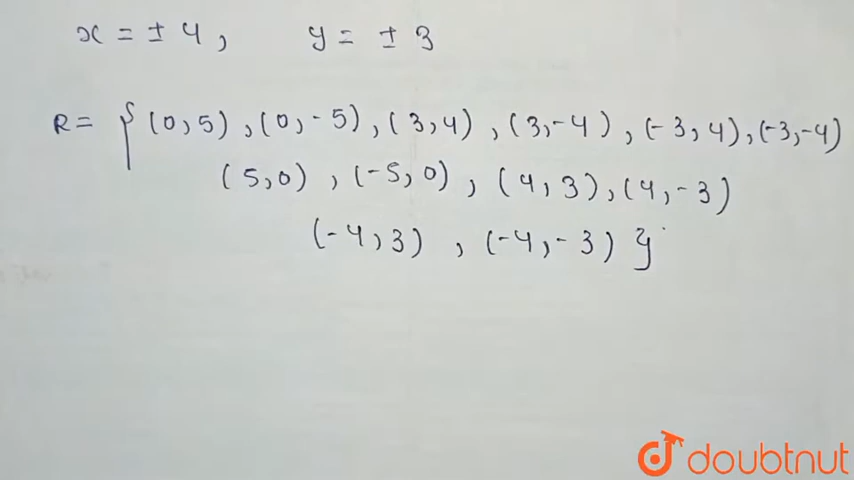 x = ± 4 ,   y = ± 3
R = { (0,5) , (0,-5) , (3,4) , (3,-4) , (-3,4) , (-3,-4)
(5,0) , (-5,0) , (4,3) , (4,-3)
(-4,3) , (-4,-3) }
doubtnut